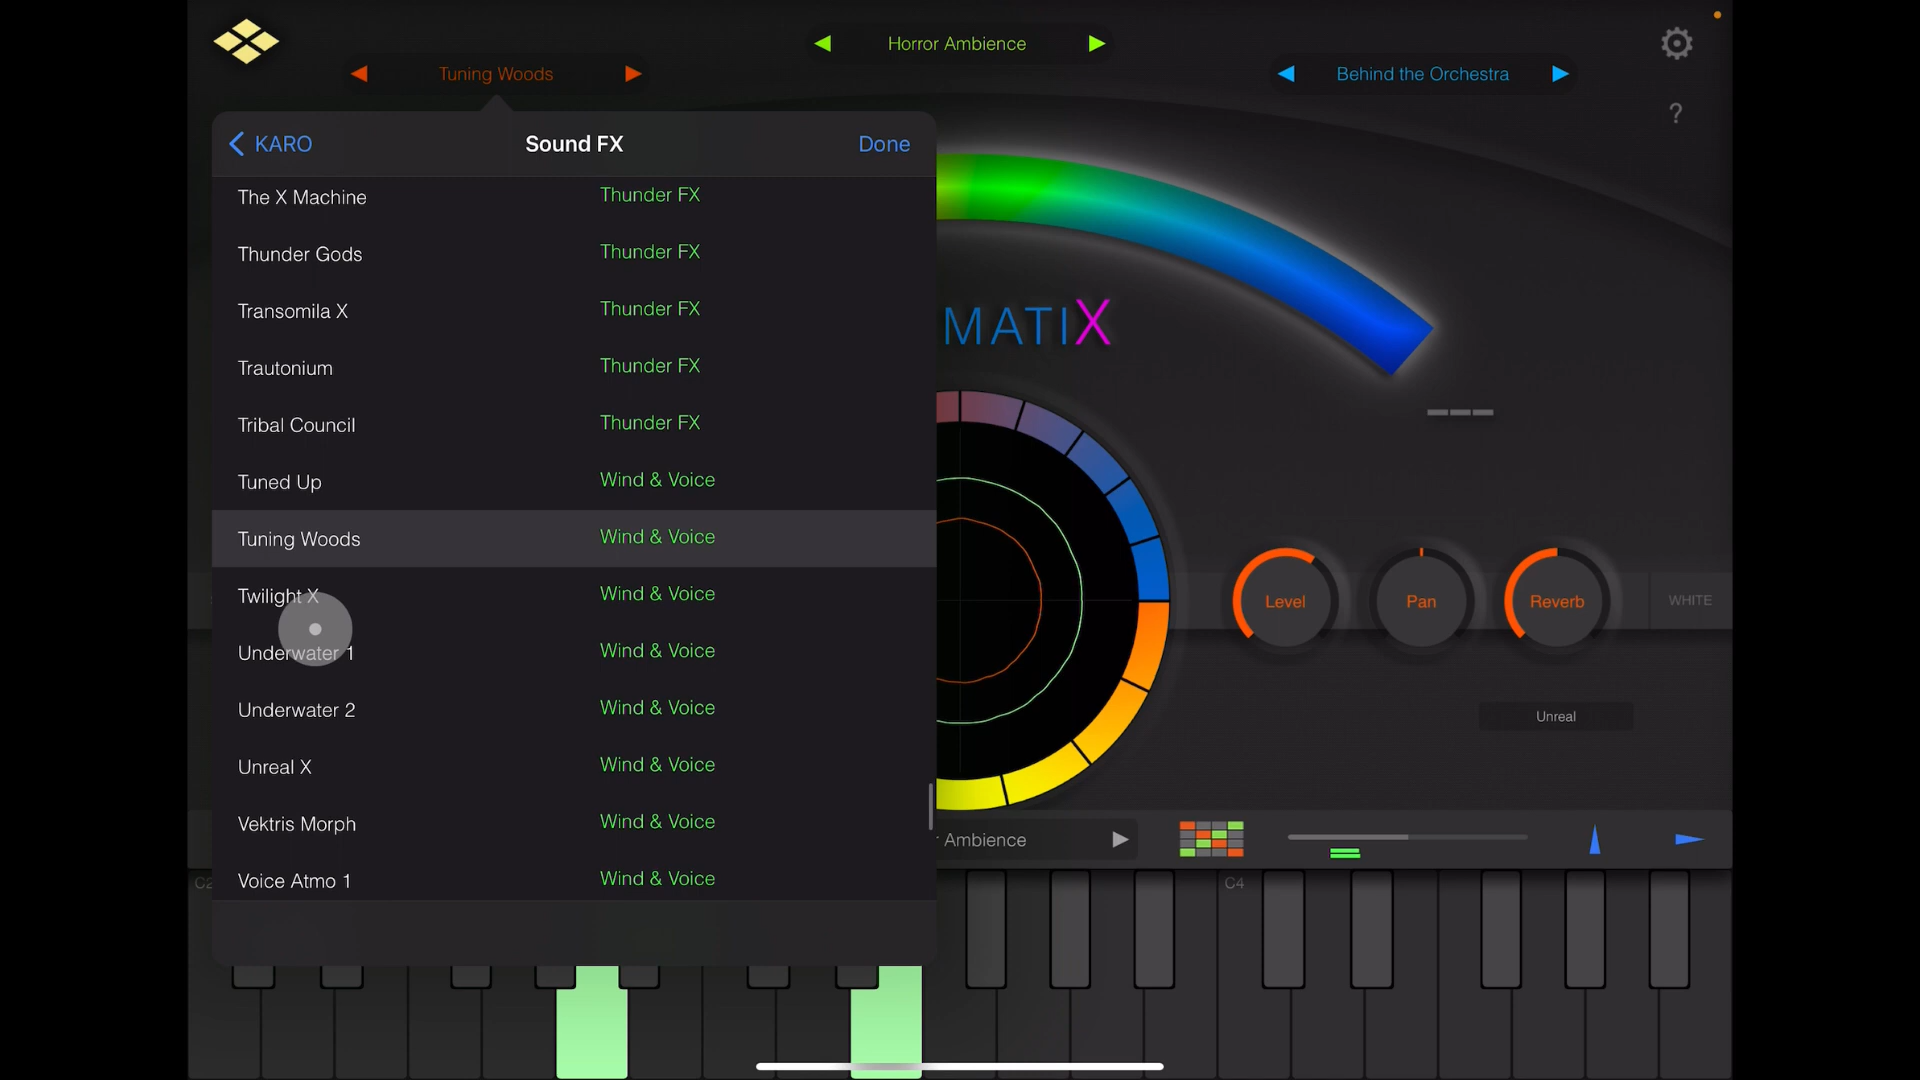 Horror Ambience
Tuning Woods
Behind the Orchestra
?
KARO
Sound FX
Done
The X Machine
Thunder FX
Thunder Gods
Thunder FX
Transomila X
Thunder FX
Trautonium
Thunder FX
Tribal Council
Thunder FX
Tuned Up
Wind & Voice
Tuning Woods
Wind & Voice
Twilight X
Wind & Voice
Underwater 1
Wind & Voice
Underwater 2
Wind & Voice
Unreal X
Wind & Voice
Vektris Morph
Wind & Voice
Voice Atmo 1
Wind & Voice
MATIX
Level
Pan
Reverb
WHITE
Unreal
Ambience
C2
C4